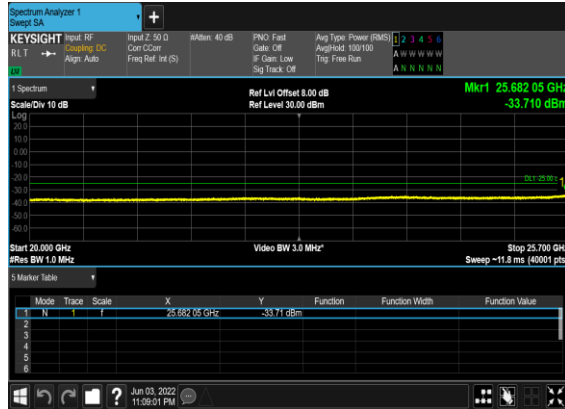 Spectrum Analyzer 1
Swept SA
+
KEYSIGHT Input: RF Input Z: 50 Ω #Atten: 40 dB PNO: Fast Avg Type: Power (RMS) 1 2 3 4 5 6
RLT Coupling: DC Corr CCorr Gate: Off Avg|Hold: 100/100 A W W W W W
Align: Auto Freq Ref: Int (S) IF Gain: Low Trig: Free Run
Sig Track: Off A N N N N N
1 Spectrum Ref Lvl Offset 8.00 dB Mkr1 25.682 05 GHz
Scale/Div 10 dB Ref Level 30.00 dBm -33.710 dBm
Log
20.0
10.0
0.00
-10.0
-20.0 DL1 -25.00 1
-30.0
-40.0
-50.0
-60.0
Start 20.000 GHz Video BW 3.0 MHz* Stop 25.700 GH
#Res BW 1.0 MHz Sweep ~11.8 ms (40001 pts
5 Marker Table
Mode Trace Scale X Y Function Function Width Function Value
1 N 1 f 25.682 05 GHz -33.71 dBm
2
3
4
5
6
? Jun 03, 2022
11:09:01 PM